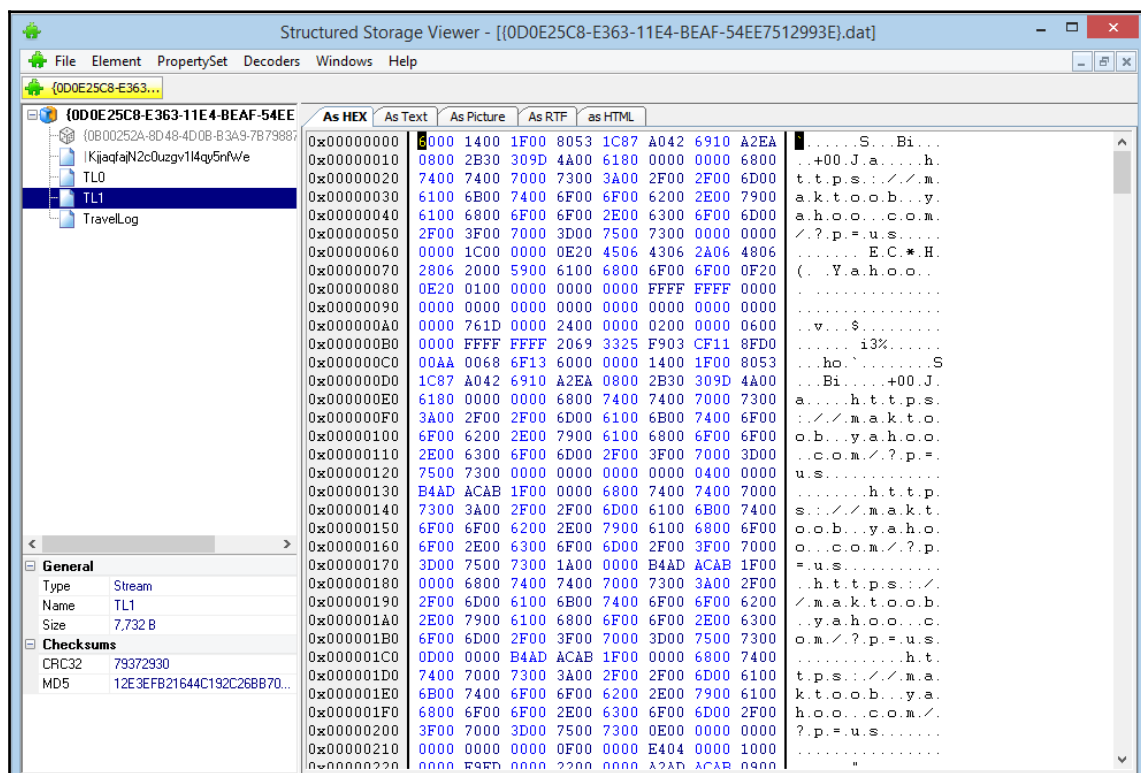 Structured Storage Viewer - [{0D0E25C8-E363-11E4-BEAF-54EE7512993E}.dat]
File Element PropertySet Decoders Windows Help
{0D0E25C8-E363...
{0D0E25C8-E363-11E4-BEAF-54EE
{0B00252A-8D48-4D0B-B3A9-7B7988
TL0
TL1
TravelLog
As HEX As Text As Picture As RTF as HTML
0x00000000 6000 1400 1F00 8053 1C87 A042 6910 A2EA `.......S...Bi...
0x00000010 0800 2B30 309D 4A00 6180 0000 0000 6800 ..+00.J.a.....h.
0x00000020 7400 7400 7000 7300 3A00 2F00 2F00 6D00 t.t.p.s.:././.m.
0x00000030 6100 6B00 7400 6F00 6F00 6200 2E00 7900 a.k.t.o.o.b...y.
0x00000040 6100 6800 6F00 6F00 2E00 6300 6F00 6D00 a.h.o.o...c.o.m.
0x00000050 2F00 3F00 7000 3D00 7500 7300 0000 0000 /.?.p.=.u.s.....
0x00000060 0000 1C00 0000 0E20 4506 4306 2A06 4806 ....... E.C.*.H.
0x00000070 2806 2000 5900 6100 6800 6F00 6F00 0F20 (. .Y.a.h.o.o..
0x00000080 0E20 0100 0000 0000 0000 FFFF FFFF 0000 . ..............
0x00000090 0000 0000 0000 0000 0000 0000 0000 0000 ................
0x000000A0 0000 761D 0000 2400 0000 0200 0000 0600 ..v...$.........
0x000000B0 0000 FFFF FFFF 2069 3325 F903 CF11 8FD0 ...... i3%......
0x000000C0 00AA 0068 6F13 6000 0000 1400 1F00 8053 ...ho.`........S
0x000000D0 1C87 A042 6910 A2EA 0800 2B30 309D 4A00 ...Bi.....+00.J.
0x000000E0 6180 0000 0000 6800 7400 7400 7000 7300 a.....h.t.t.p.s.
0x000000F0 3A00 2F00 2F00 6D00 6100 6B00 7400 6F00 :././.m.a.k.t.o.
0x00000100 6F00 6200 2E00 7900 6100 6800 6F00 6F00 o.b...y.a.h.o.o.
0x00000110 2E00 6300 6F00 6D00 2F00 3F00 7000 3D00 ..c.o.m./.?.p.=.
0x00000120 7500 7300 0000 0000 0000 0000 0400 0000 u.s.............
0x00000130 B4AD ACAB 1F00 0000 6800 7400 7400 7000 ........h.t.t.p.
0x00000140 7300 3A00 2F00 2F00 6D00 6100 6B00 7400 s.:././.m.a.k.t.
0x00000150 6F00 6F00 6200 2E00 7900 6100 6800 6F00 o.o.b...y.a.h.o.
0x00000160 6F00 2E00 6300 6F00 6D00 2F00 3F00 7000 o...c.o.m./.?.p.
0x00000170 3D00 7500 7300 1A00 0000 B4AD ACAB 1F00 =.u.s...........
0x00000180 0000 6800 7400 7400 7000 7300 3A00 2F00 ..h.t.t.p.s.:./.
0x00000190 2F00 6D00 6100 6B00 7400 6F00 6F00 6200 /.m.a.k.t.o.o.b.
0x000001A0 2E00 7900 6100 6800 6F00 6F00 2E00 6300 ..y.a.h.o.o...c.
0x000001B0 6F00 6D00 2F00 3F00 7000 3D00 7500 7300 o.m./.?.p.=.u.s.
0x000001C0 0D00 0000 B4AD ACAB 1F00 0000 6800 7400 ............h.t.
0x000001D0 7400 7000 7300 3A00 2F00 2F00 6D00 6100 t.p.s.:././.m.a.
0x000001E0 6B00 7400 6F00 6F00 6200 2E00 7900 6100 k.t.o.o.b...y.a.
0x000001F0 6800 6F00 6F00 2E00 6300 6F00 6D00 2F00 h.o.o...c.o.m./.
0x00000200 3F00 7000 3D00 7500 7300 0E00 0000 0000 ?.p.=.u.s.......
0x00000210 0000 0000 0000 0F00 0000 E404 0000 1000 ................
General
Type Stream
Name TL1
Size 7,732 B
Checksums
CRC32 79372930
MD5 12E3EFB21644C192C26BB70...